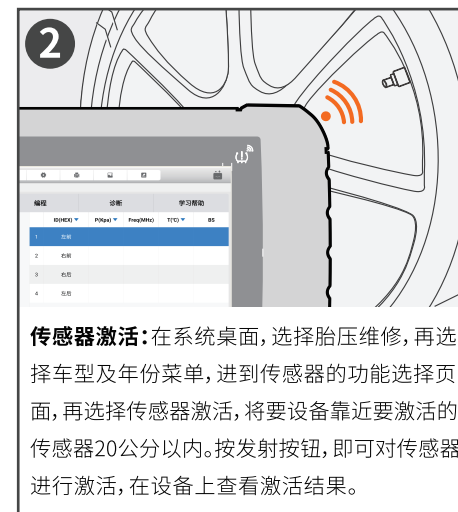 2
编程 诊断 学习帮助
ID(HEX) P(Kpa) Freq(MHz) T(℃) BS
1 左前
2 右前
3 右后
4 左后
传感器激活:在系统桌面,选择胎压维修,再选
择车型及年份菜单,进到传感器的功能选择页
面,再选择传感器激活,将要设备靠近要激活的
传感器20公分以内。按发射按钮,即可对传感器
进行激活,在设备上查看激活结果。